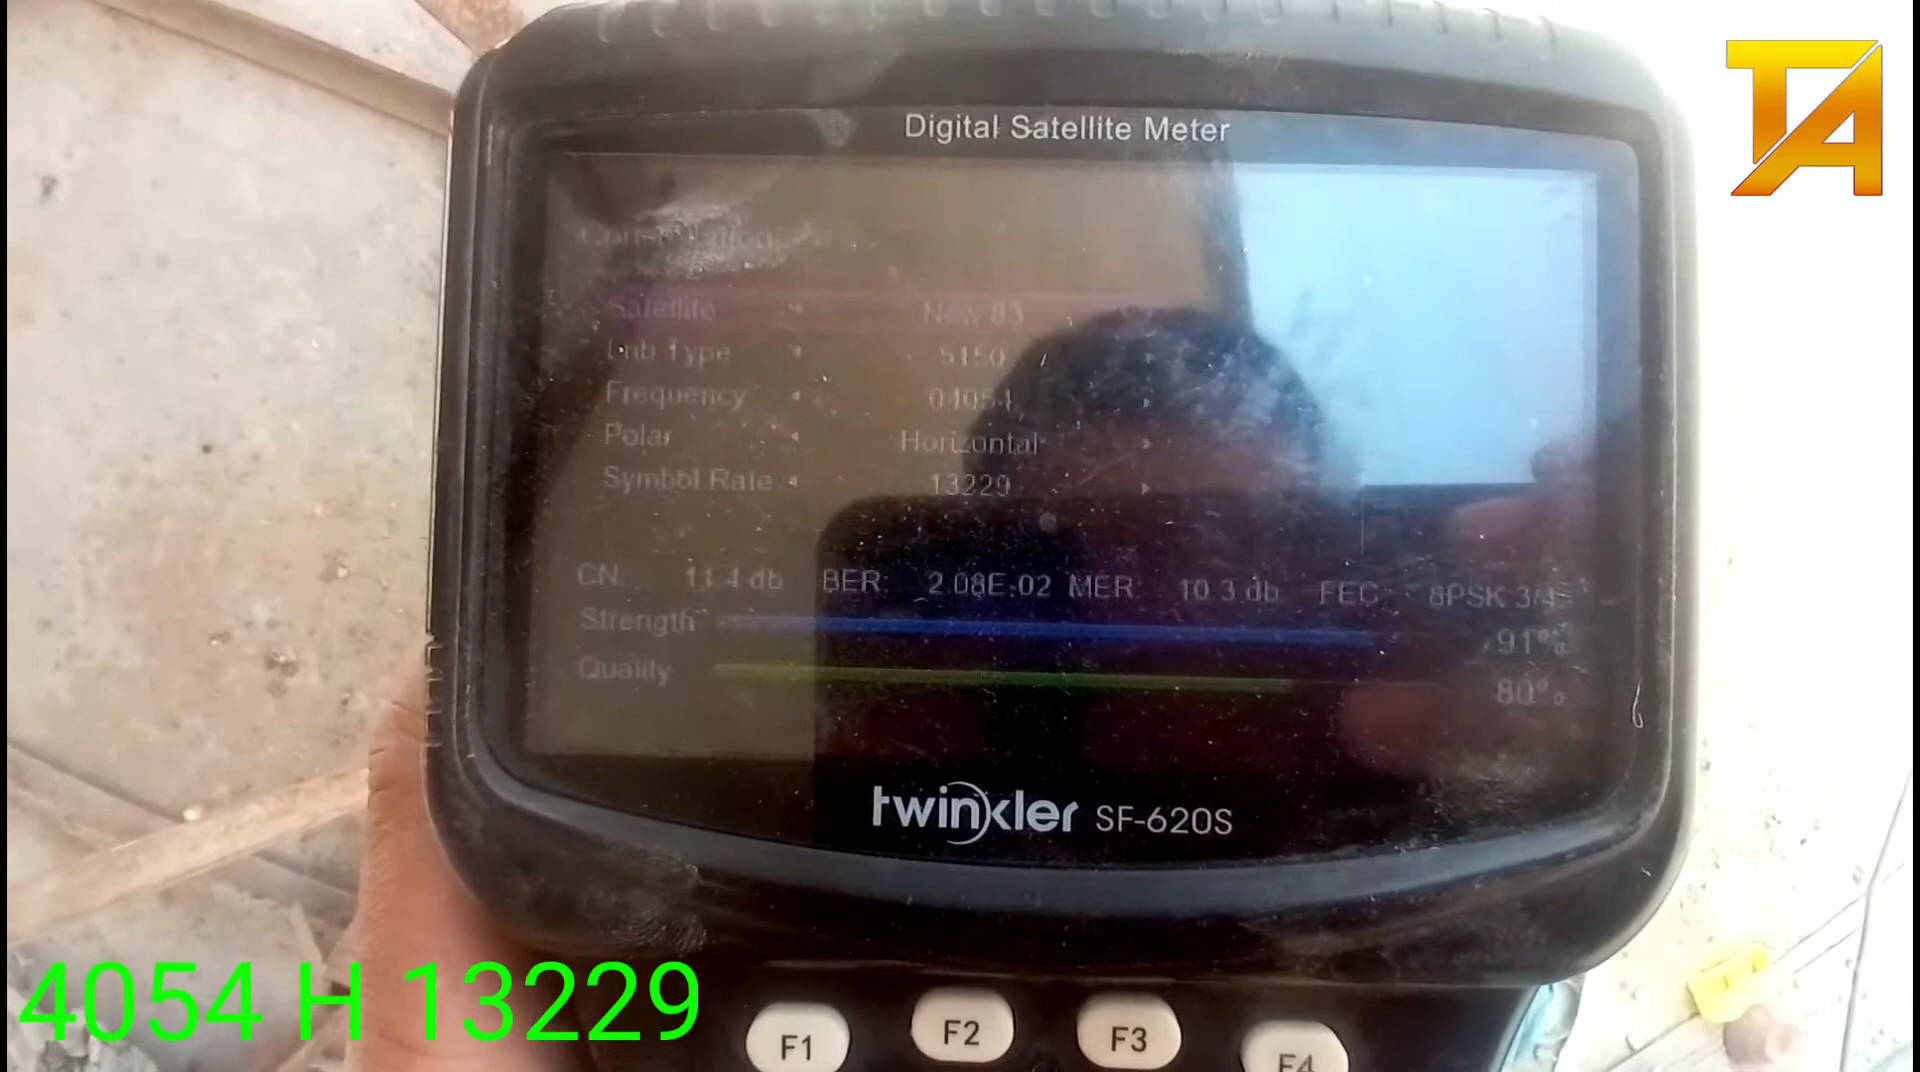 TA
Digital Satellite Meter
Constellation
Satellite New 83
Lnb Type 5150
Frequency 04054
Polar Horizontal
Symbol Rate 13229
CN: 11.4 db BER: 2.08E-02 MER: 10.3 db FEC: 8PSK 3/4
Strength 91%
Quality 80%
twinkler SF-620S
4054 H 13229
F1 F2 F3 F4